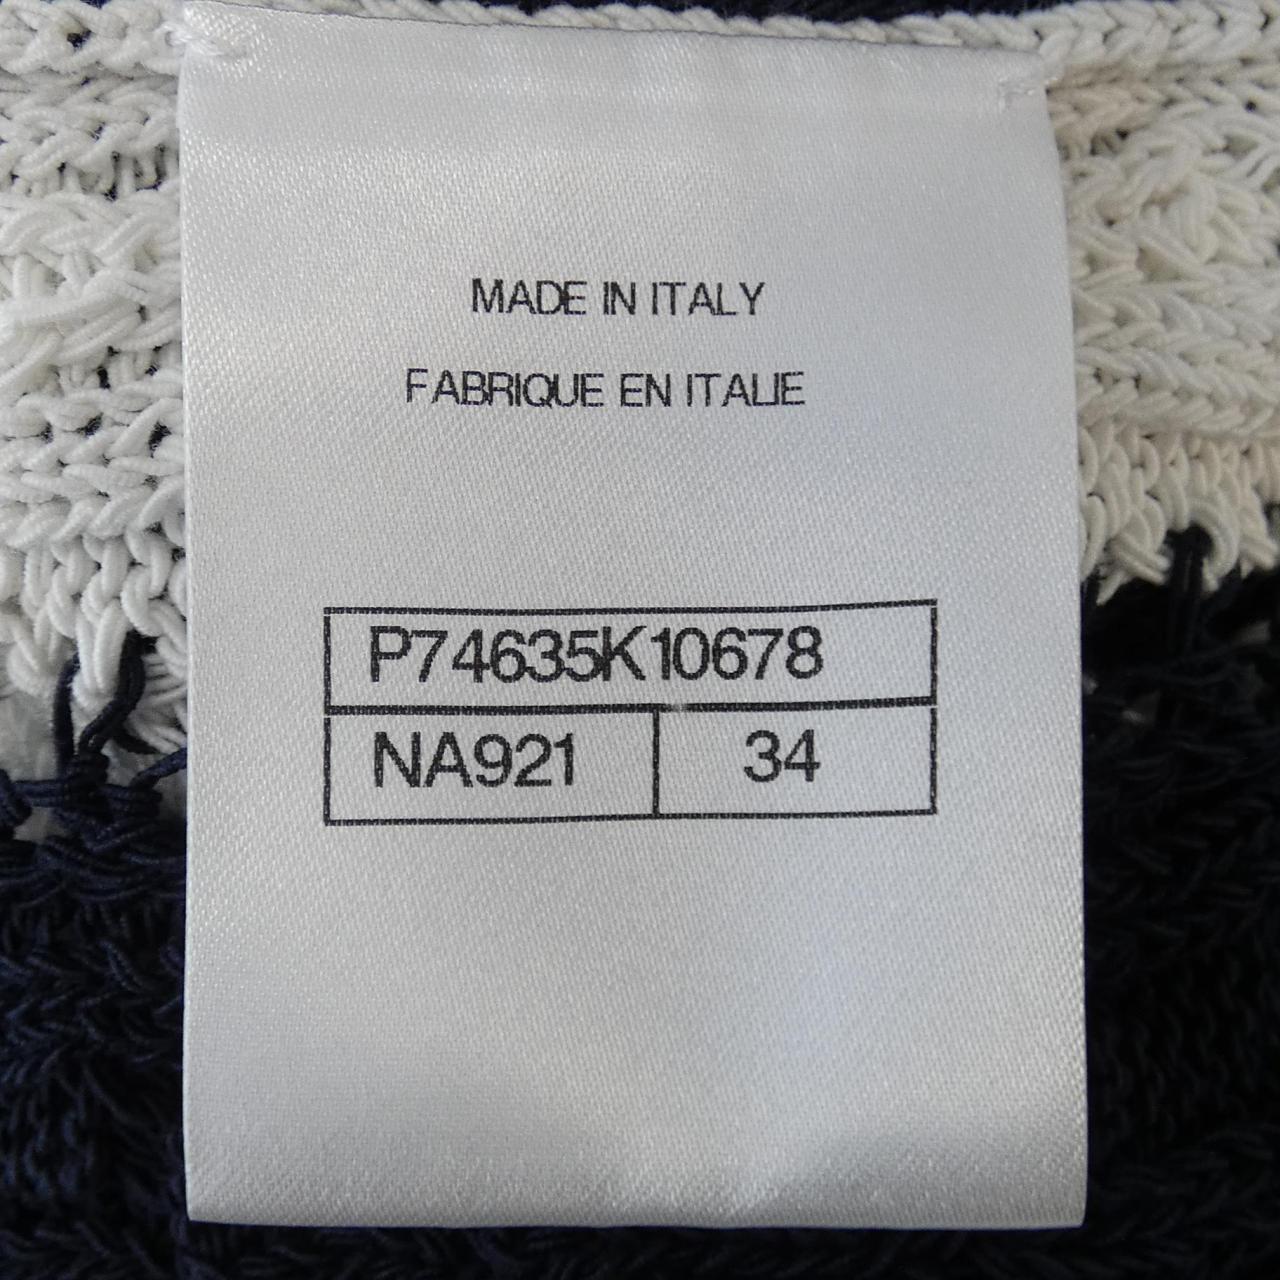 MADE IN ITALY
FABRIQUE EN ITALIE
P74635K10678
NA921 34